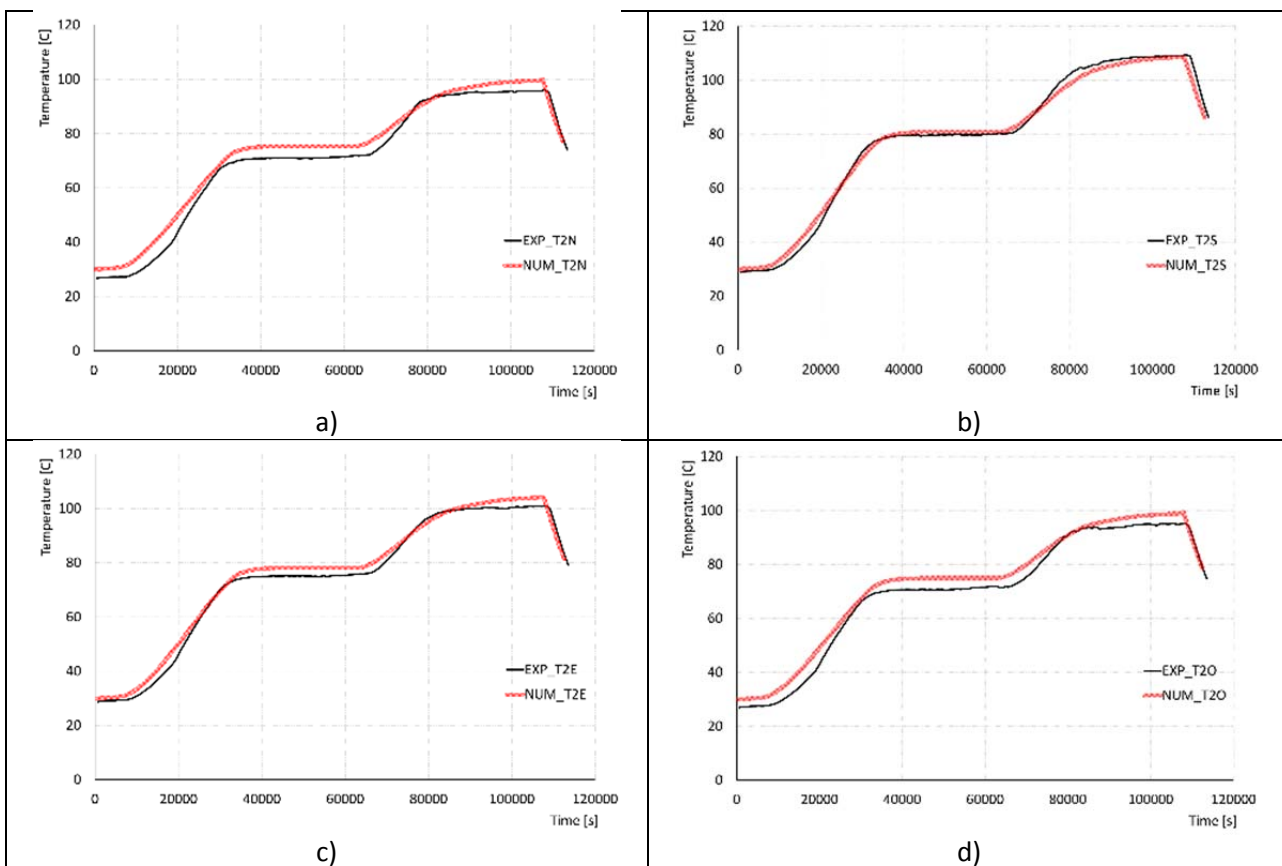 Temperature [C]
120
100
80
60
40
20
0
0 20000 40000 60000 80000 100000 120000
Time [s]
EXP_T2N
NUM_T2N
a)
Temperature [C]
120
100
80
60
40
20
0
0 20000 40000 60000 80000 100000 120000
Time [s]
EXP_T2S
NUM_T2S
b)
Temperature [C]
120
100
80
60
40
20
0
0 20000 40000 60000 80000 100000 120000
Time [s]
EXP_T2E
NUM_T2E
c)
Temperature [C]
120
100
80
60
40
20
0
0 20000 40000 60000 80000 100000 120000
Time [s]
EXP_T2O
NUM_T2O
d)